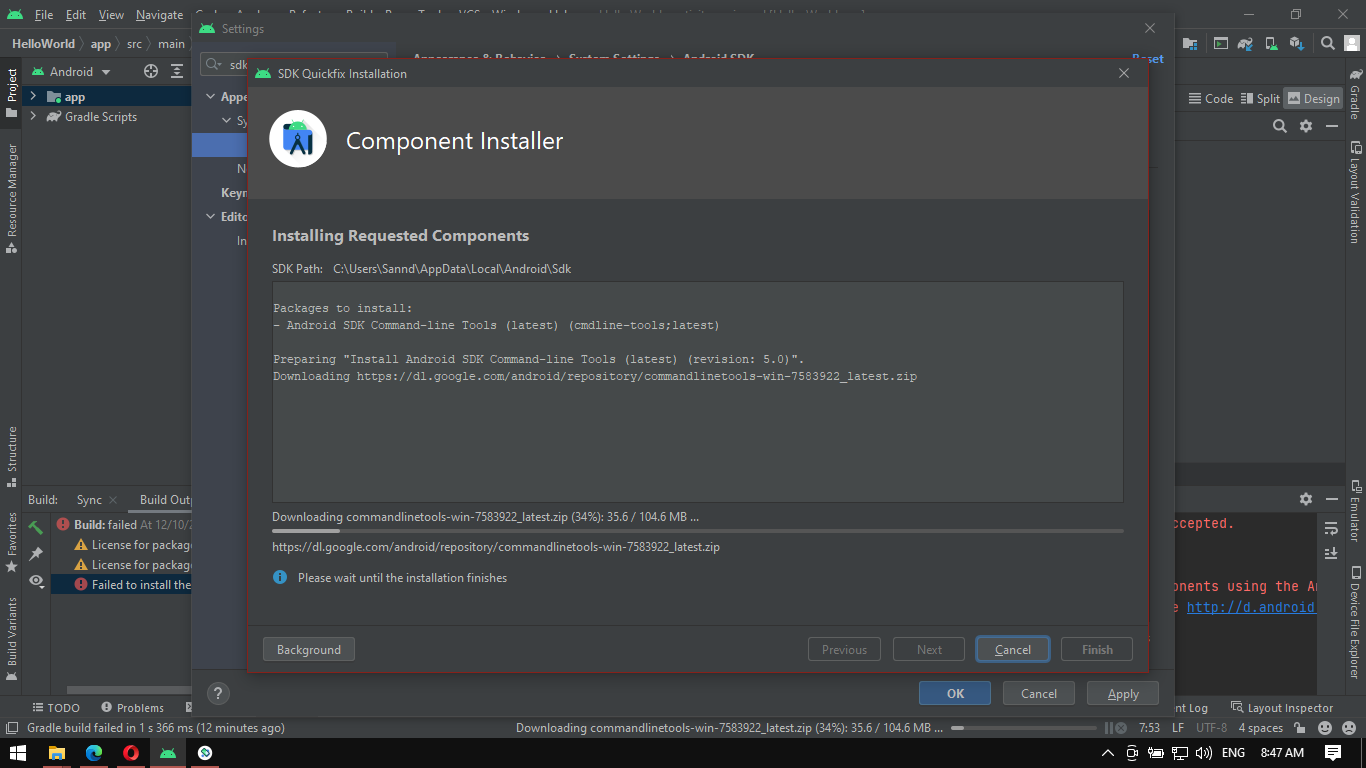 File Edit View Navigate
Settings
HelloWorld app src main
sdk
Reset
SDK Quickfix Installation
Android
Project
app
Gradle Scripts
Code Split Design
Gradle
Component Installer
Resource Manager
Layout Validation
Installing Requested Components
SDK Path: C:\Users\Sannd\AppData\Local\Android\Sdk
Packages to install:
- Android SDK Command-line Tools (latest) (cmdline-tools;latest)
Preparing "Install Android SDK Command-line Tools (latest) (revision: 5.0)".
Downloading https://dl.google.com/android/repository/commandlinetools-win-7583922_latest.zip
Structure
Build: Sync Build Out
Downloading commandlinetools-win-7583922_latest.zip (34%): 35.6 / 104.6 MB ...
https://dl.google.com/android/repository/commandlinetools-win-7583922_latest.zip
Please wait until the installation finishes
Build: failed At 12/10/2
License for package
License for package
Failed to install the
ccepted.
onents using the An
http://d.android
Favorites
Build Variants
Emulator
Device File Explorer
Background Previous Next Cancel Finish
? OK Cancel Apply
TODO Problems nt Log Layout Inspector
Gradle build failed in 1 s 366 ms (12 minutes ago) Downloading commandlinetools-win-7583922_latest.zip (34%): 35.6 / 104.6 MB ... 7:53 LF UTF-8 4 spaces
ENG 8:47 AM